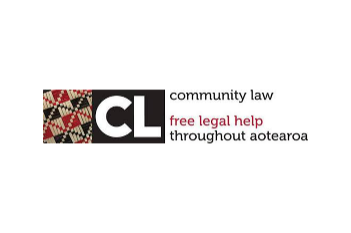 CL
community law
free legal help
throughout aotearoa